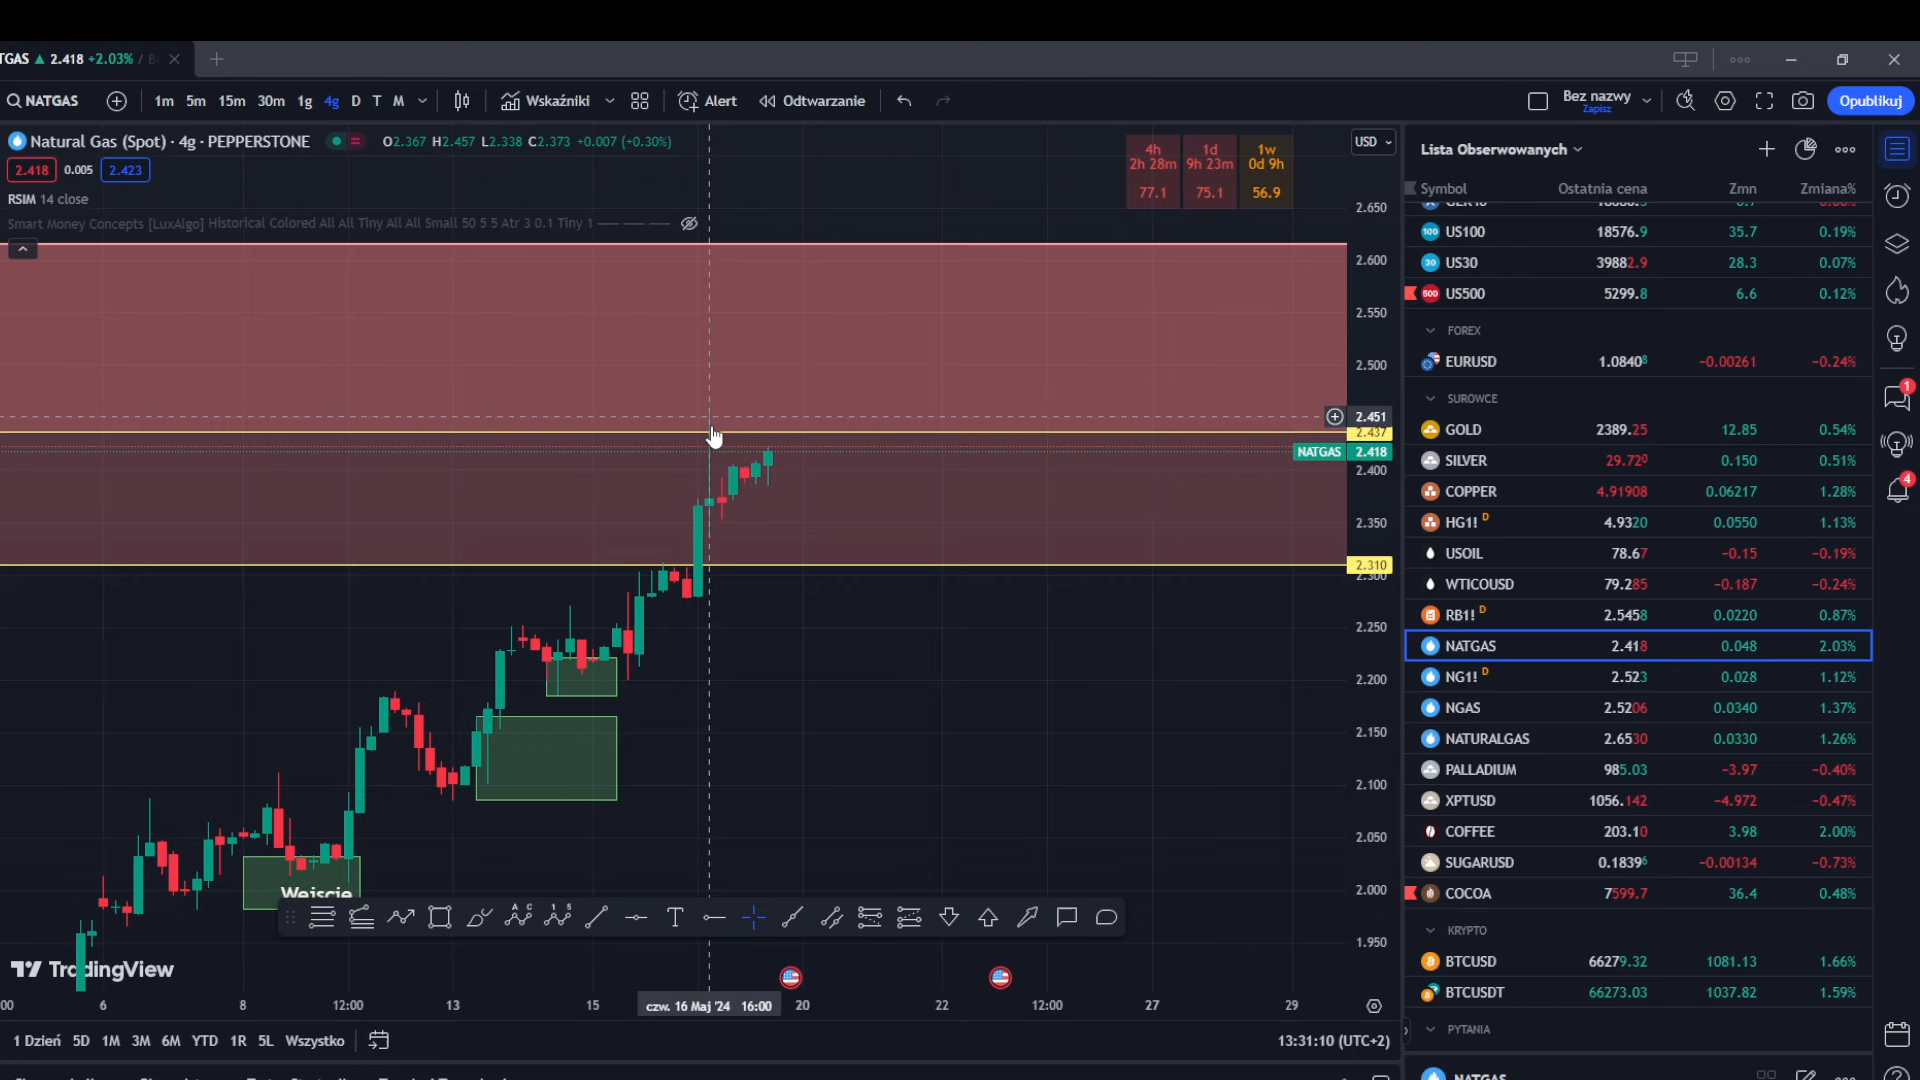 TGAS ▲ 2.418 +2.03% /
NATGAS
1m 5m 15m 30m 1g 4g D T M
Wskaźniki
Alert
Odtwarzanie
Bez nazwy
Zapisz
Opublikuj
Natural Gas (Spot) · 4g · PEPPERSTONE
O2.367 H2.457 L2.338 C2.373 +0.007 (+0.30%)
2.418 0.005 2.423
RSIM 14 close
Smart Money Concepts [LuxAlgo] Historical Colored All All Tiny All All Small 50 5 5 Atr 3 0.1 Tiny 1
4h 1d 1w
2h 28m 9h 23m 0d 9h
77.1 75.1 56.9
USD
2.650
2.600
2.550
2.500
2.451
2.437
NATGAS 2.418
2.400
2.350
2.310
2.300
2.250
2.200
2.150
2.100
2.050
2.000
1.950
Wejście
TradingView
:00 6 8 12:00 13 15 czw. 16 Maj '24 16:00 20 22 12:00 27 29
1 Dzień 5D 1M 3M 6M YTD 1R 5L Wszystko
13:31:10 (UTC+2)
Lista Obserwowanych
Symbol Ostatnia cena Zmn Zmiana%
US100 18576.9 35.7 0.19%
US30 39882.9 28.3 0.07%
US500 5299.8 6.6 0.12%
FOREX
EURUSD 1.08408 −0.00261 −0.24%
SUROWCE
GOLD 2389.25 12.85 0.54%
SILVER 29.720 0.150 0.51%
COPPER 4.91908 0.06217 1.28%
HG1! D 4.9320 0.0550 1.13%
USOIL 78.67 −0.15 −0.19%
WTICOUSD 79.285 −0.187 −0.24%
RB1! D 2.5458 0.0220 0.87%
NATGAS 2.418 0.048 2.03%
NG1! D 2.523 0.028 1.12%
NGAS 2.5206 0.0340 1.37%
NATURALGAS 2.6530 0.0330 1.26%
PALLADIUM 985.03 −3.97 −0.40%
XPTUSD 1056.142 −4.972 −0.47%
COFFEE 203.10 3.98 2.00%
SUGARUSD 0.18396 −0.00134 −0.73%
COCOA 7599.7 36.4 0.48%
KRYPTO
BTCUSD 66279.32 1081.13 1.66%
BTCUSDT 66273.03 1037.82 1.59%
PYTANIA
NATGAS
1
4